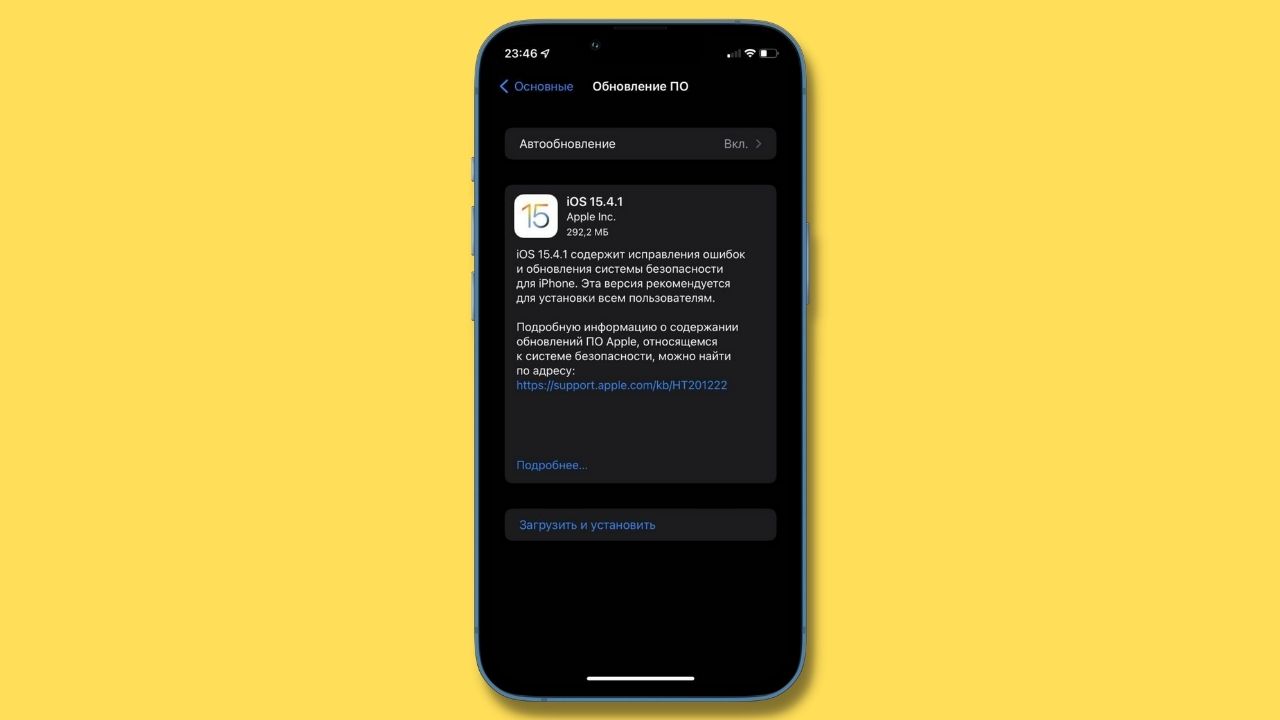 23:46
Основные
Обновление ПО
Автообновление
Вкл.
15
iOS 15.4.1
Apple Inc.
292,2 МБ
iOS 15.4.1 содержит исправления ошибок
и обновления системы безопасности
для iPhone. Эта версия рекомендуется
для установки всем пользователям.
Подробную информацию о содержании
обновлений ПО Apple, относящемся
к системе безопасности, можно найти
по адресу:
https://support.apple.com/kb/HT201222
Подробнее...
Загрузить и установить